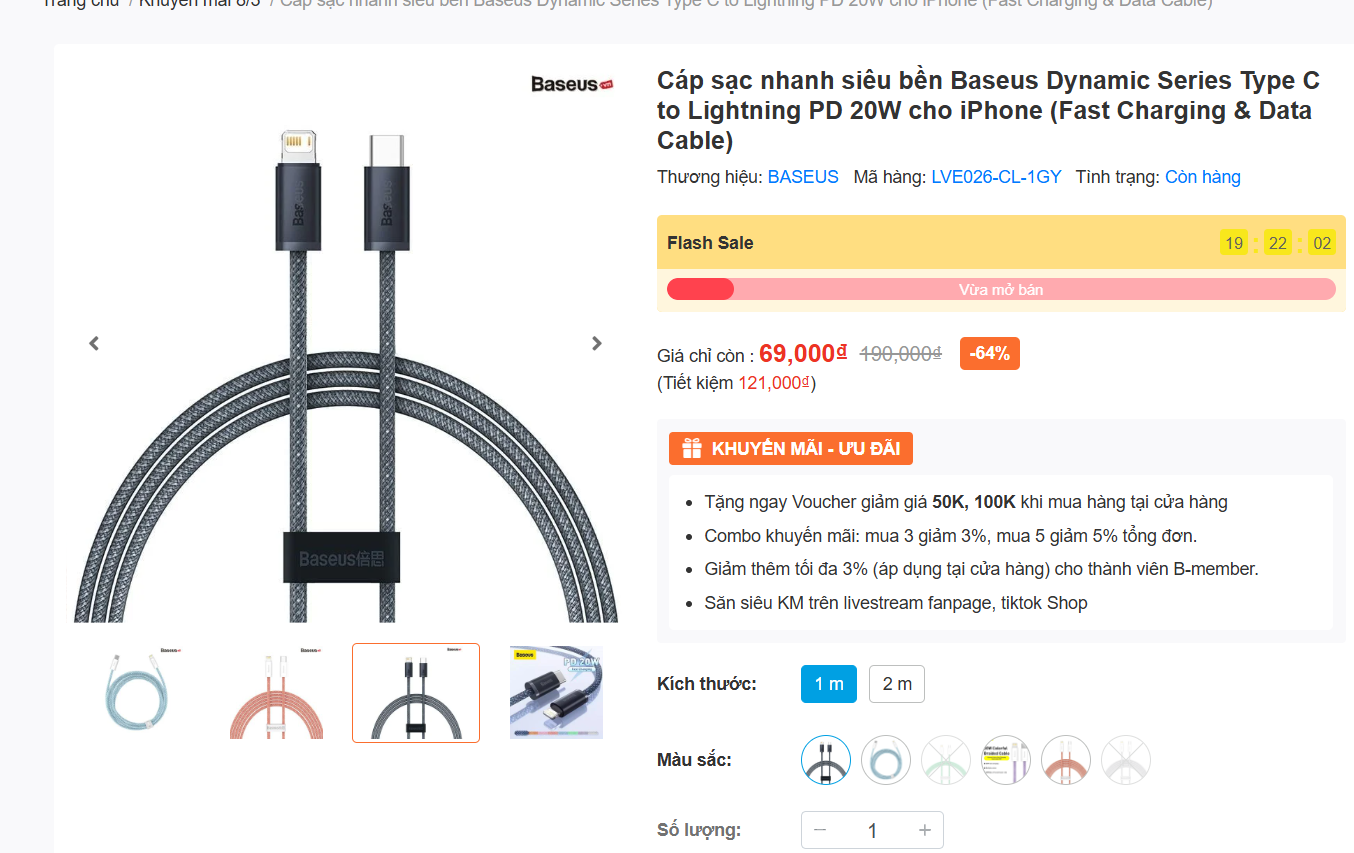 Trang chủ / Khuyến mãi 8/3 / Cáp sạc nhanh siêu bền Baseus Dynamic Series Type C to Lightning PD 20W cho iPhone (Fast Charging & Data Cable)
Baseus
Baseus
Baseus
Baseus倍思
Cáp sạc nhanh siêu bền Baseus Dynamic Series Type C
to Lightning PD 20W cho iPhone (Fast Charging & Data
Cable)
Thương hiệu: BASEUS Mã hàng: LVE026-CL-1GY Tình trạng: Còn hàng
Flash Sale 19 : 22 : 02
Vừa mở bán
Giá chỉ còn : 69,000₫ 190,000₫ -64%
(Tiết kiệm 121,000₫)
KHUYẾN MÃI - ƯU ĐÃI
Tặng ngay Voucher giảm giá 50K, 100K khi mua hàng tại cửa hàng
Combo khuyến mãi: mua 3 giảm 3%, mua 5 giảm 5% tổng đơn.
Giảm thêm tối đa 3% (áp dụng tại cửa hàng) cho thành viên B-member.
Săn siêu KM trên livestream fanpage, tiktok Shop
Baseus
Baseus
Baseus
Baseus
PD 20W
Kích thước: 1 m 2 m
Màu sắc:
Số lượng: − 1 +